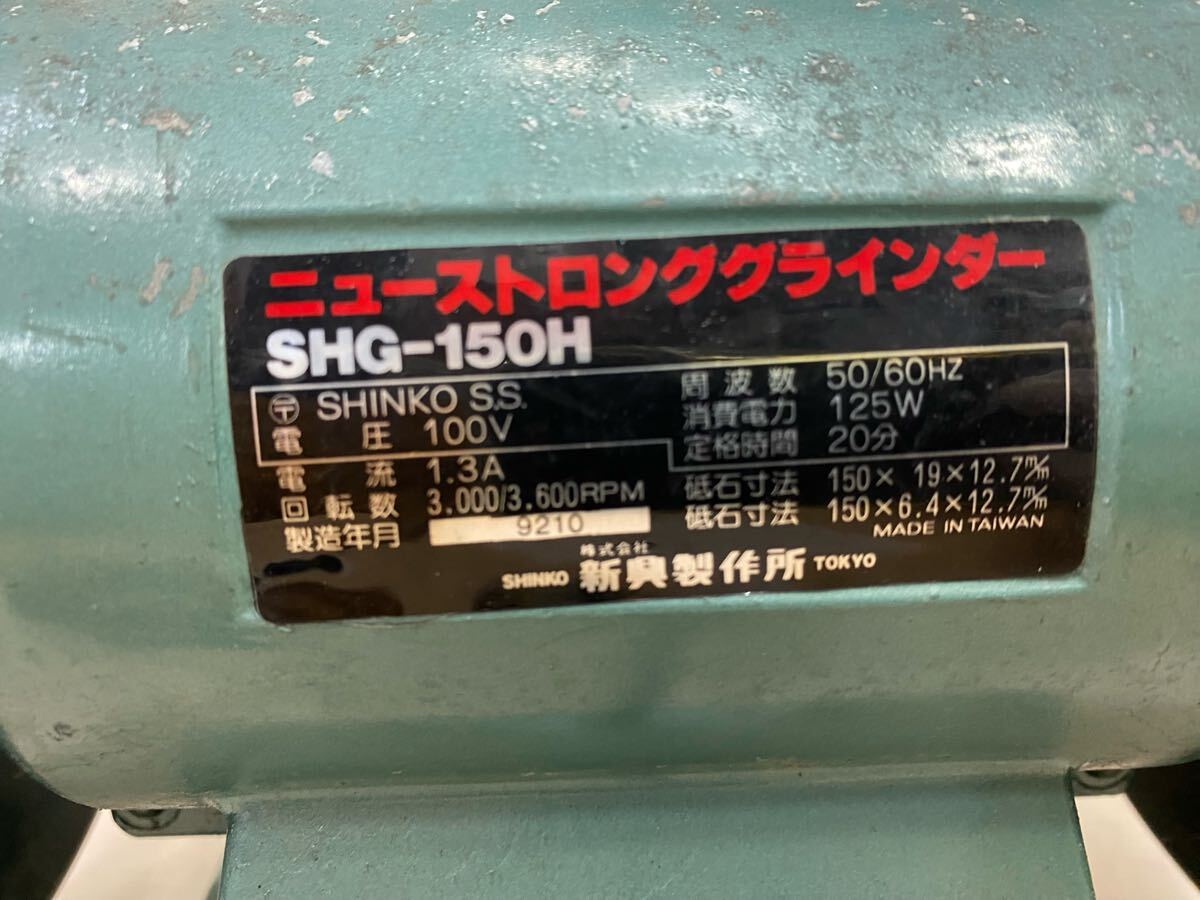 ニューストロンググラインダー
SHG-150H
〶 SHINKO S.S.
電圧 100V
電流 1.3A
回転数 3.000/3.600RPM
製造年月 9210
周波数 50/60HZ
消費電力 125W
定格時間 20分
砥石寸法 150×19×12.7m/m
砥石寸法 150×6.4×12.7m/m
MADE IN TAIWAN
株式会社
SHINKO 新興製作所 TOKYO